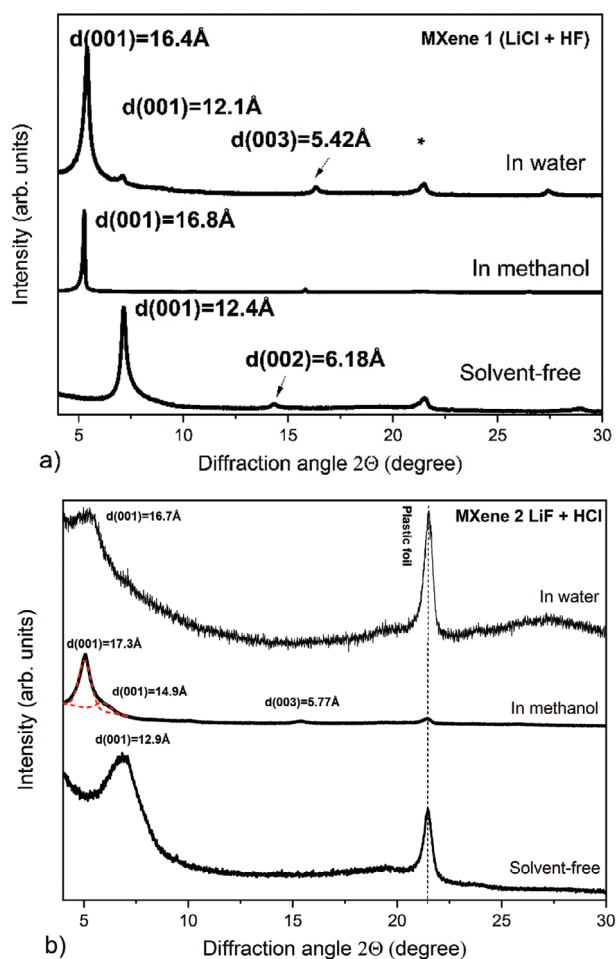 d(001)=16.4Å
MXene 1 (LiCl + HF)
d(001)=12.1Å
d(003)=5.42Å
*
In water
d(001)=16.8Å
In methanol
d(001)=12.4Å
d(002)=6.18Å
Solvent-free
Intensity (arb. units)
5 10 15 20 25 30
a)
Diffraction angle 2Θ (degree)
d(001)=16.7Å
Plastic foil
MXene 2 LiF + HCl
In water
d(001)=17.3Å
d(001)=14.9Å
d(003)=5.77Å
In methanol
d(001)=12.9Å
Solvent-free
Intensity (arb. units)
5 10 15 20 25 30
b)
Diffraction angle 2Θ (degree)